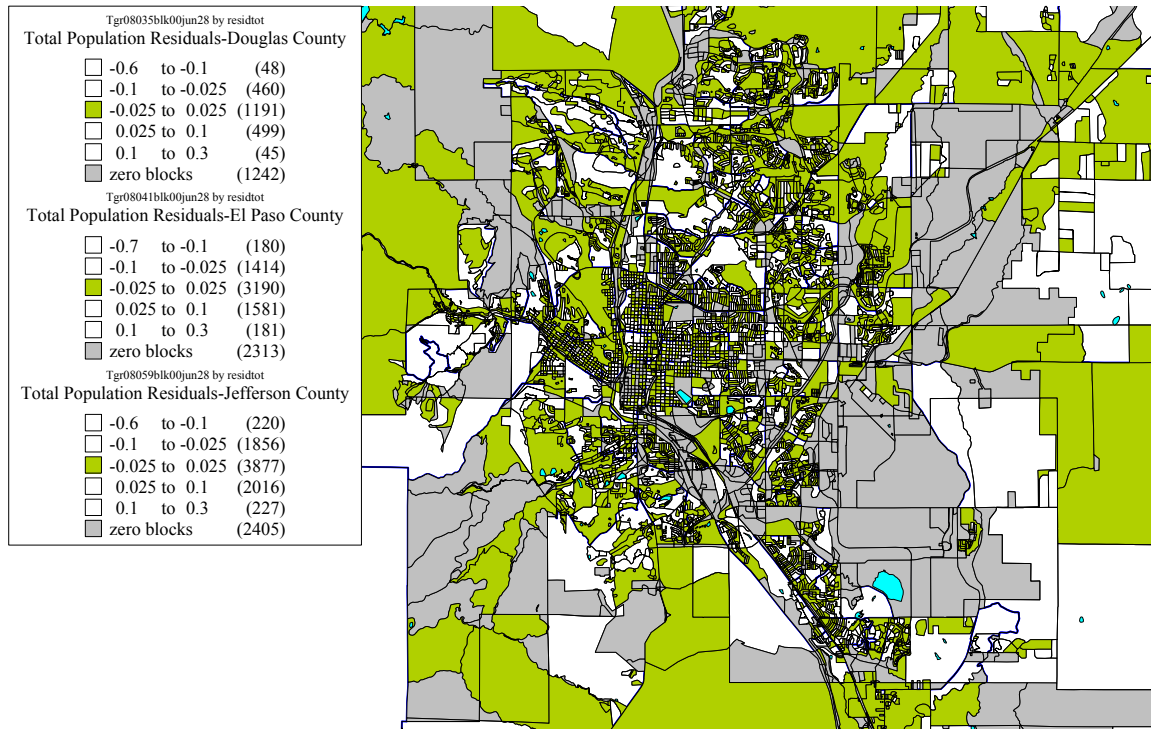 Tgr08035blk00jun28 by residtot
Total Population Residuals-Douglas County
-0.6 to -0.1 (48)
-0.1 to -0.025 (460)
-0.025 to 0.025 (1191)
0.025 to 0.1 (499)
0.1 to 0.3 (45)
zero blocks (1242)
Tgr08041blk00jun28 by residtot
Total Population Residuals-El Paso County
-0.7 to -0.1 (180)
-0.1 to -0.025 (1414)
-0.025 to 0.025 (3190)
0.025 to 0.1 (1581)
0.1 to 0.3 (181)
zero blocks (2313)
Tgr08059blk00jun28 by residtot
Total Population Residuals-Jefferson County
-0.6 to -0.1 (220)
-0.1 to -0.025 (1856)
-0.025 to 0.025 (3877)
0.025 to 0.1 (2016)
0.1 to 0.3 (227)
zero blocks (2405)